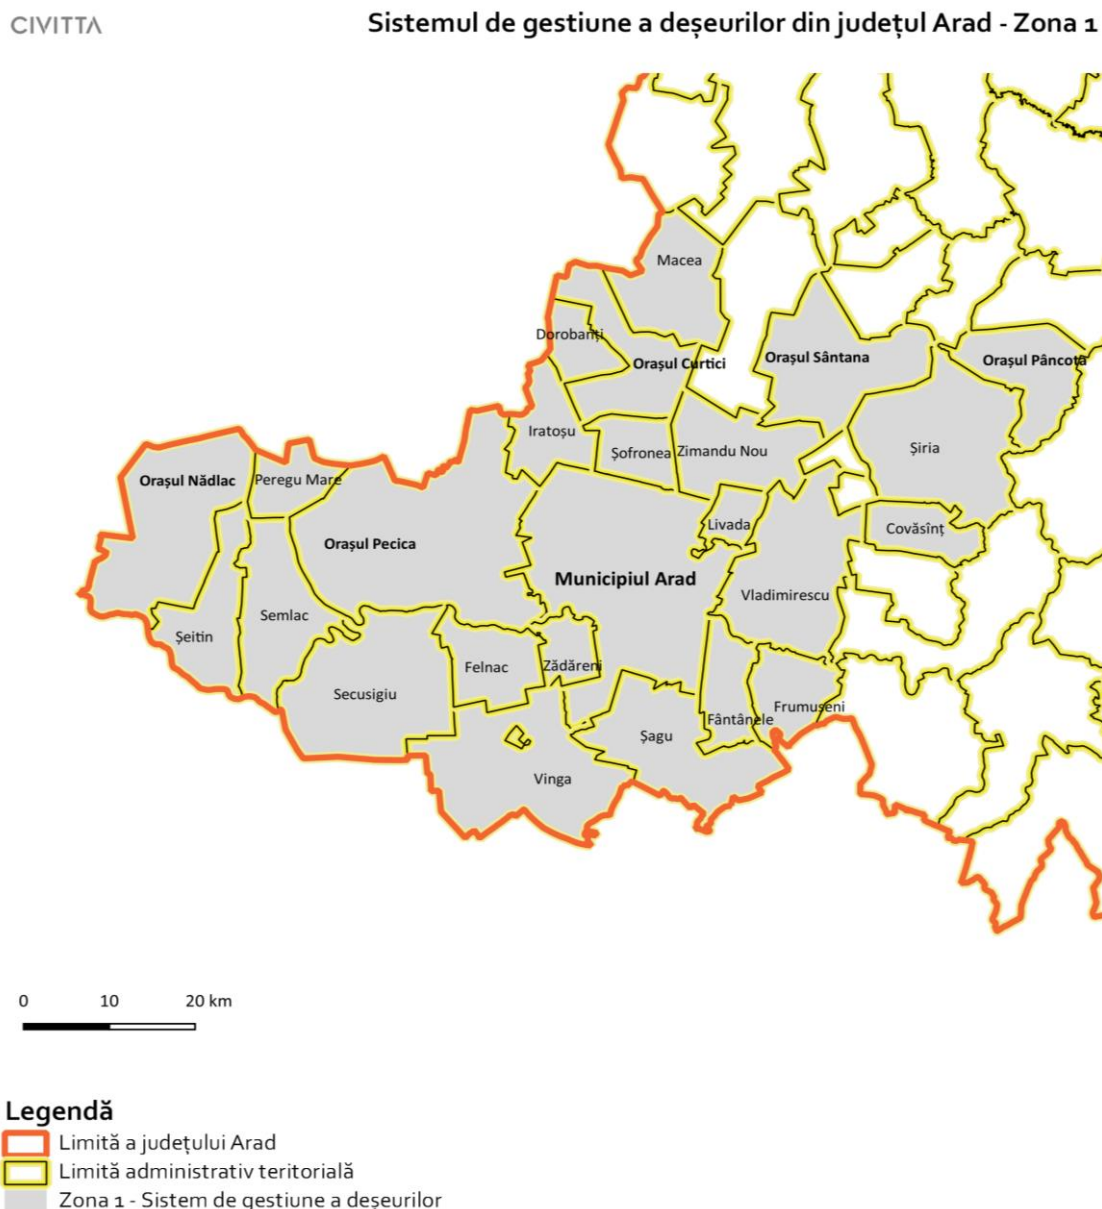 CIVITTA
Sistemul de gestiune a deșeurilor din județul Arad - Zona 1
Macea
Dorobanți
Orașul Curtici
Orașul Sântana
Orașul Pâncota
Iratoșu
Șofronea
Zimandu Nou
Șiria
Orașul Nădlac
Peregu Mare
Livada
Covăsînț
Orașul Pecica
Municipiul Arad
Vladimirescu
Semlac
Șeitin
Felnac
Zădăreni
Secusigiu
Frumușeni
Fântânele
Șagu
Vinga
0 10 20 km
Legendă
Limită a județului Arad
Limită administrativ teritorială
Zona 1 - Sistem de gestiune a deșeurilor